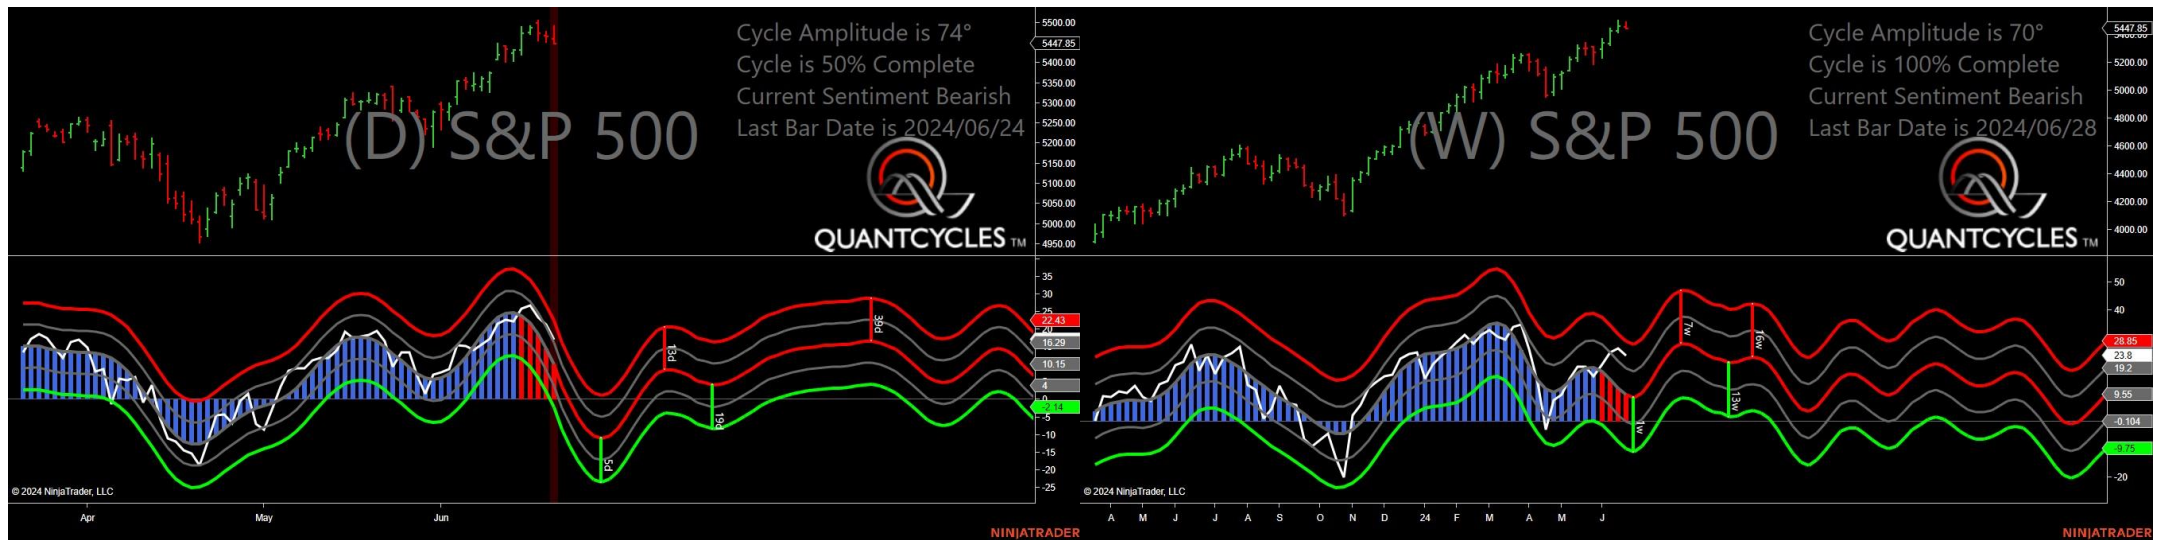 Cycle Amplitude is 74°
Cycle is 50% Complete
Current Sentiment Bearish
Last Bar Date is 2024/06/24
(D) S&P 500
QUANTCYCLES TM
5500.00
5447.85
5400.00
5350.00
5300.00
5250.00
5200.00
5150.00
5100.00
5050.00
5000.00
4950.00
35
30
25
22.43
16.29
10.15
4
-2.14
-5
-10
-15
-20
-25
5d
13d
19d
39d
© 2024 NinjaTrader, LLC
Apr
May
Jun
NINJATRADER
Cycle Amplitude is 70°
Cycle is 100% Complete
Current Sentiment Bearish
Last Bar Date is 2024/06/28
(W) S&P 500
QUANTCYCLES TM
5447.85
5400.00
5200.00
5000.00
4800.00
4600.00
4400.00
4200.00
4000.00
50
40
28.85
23.8
19.2
9.55
-0.104
-9.75
-20
1w
7w
13w
16w
© 2024 NinjaTrader, LLC
A M J J A S O N D 24 F M A M J
NINJATRADER